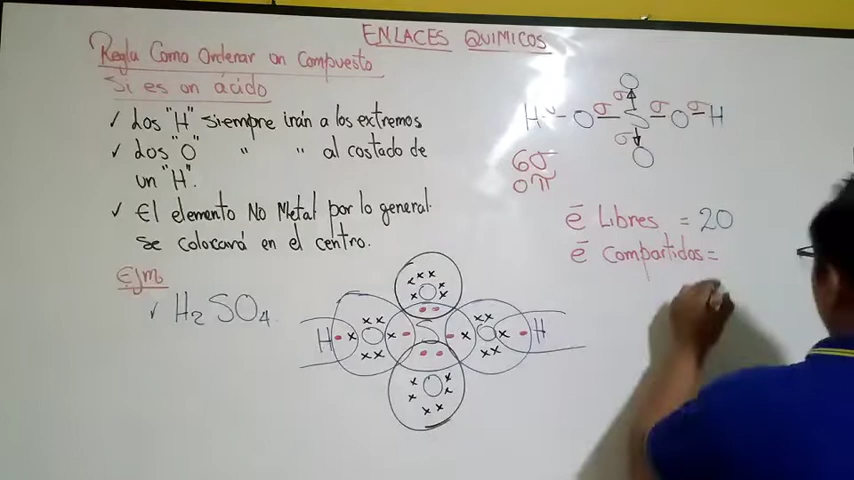 ENLACES QUIMICOS
Regla Como Ordenar un Compuesto
Si es un ácido
✓ Los "H" siempre irán a los extremos
✓ Los "O" " " al costado de
un "H".
✓ El elemento No Metal por lo general
se colocará en el centro.
Ejm
✓ H₂SO₄
O
H O S O H
O
σ σ σ σ σ σ
6σ
0π
ē Libres = 20
ē Compartidos =
H O S O H
O
O